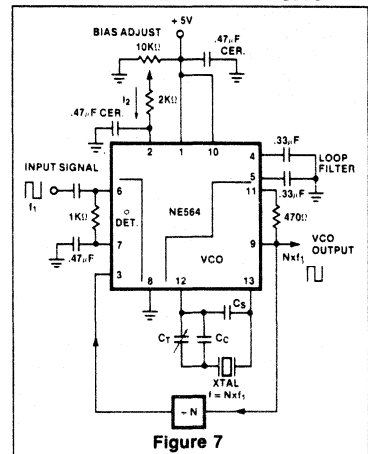 + 5V
BIAS ADJUST
10KΩ
.47µF
CER.
I2
2KΩ
.47µF CER.
2
1
10
INPUT SIGNAL
f1
6
1KΩ
7
.47µF
3
∅
DET.
NE564
VCO
4
5
11
.33µF
LOOP
FILTER
.33µF
470Ω
9
VCO
OUTPUT
Nxf1
8
12
13
CS
CT
CC
XTAL
f = Nxf1
÷ N
Figure 7